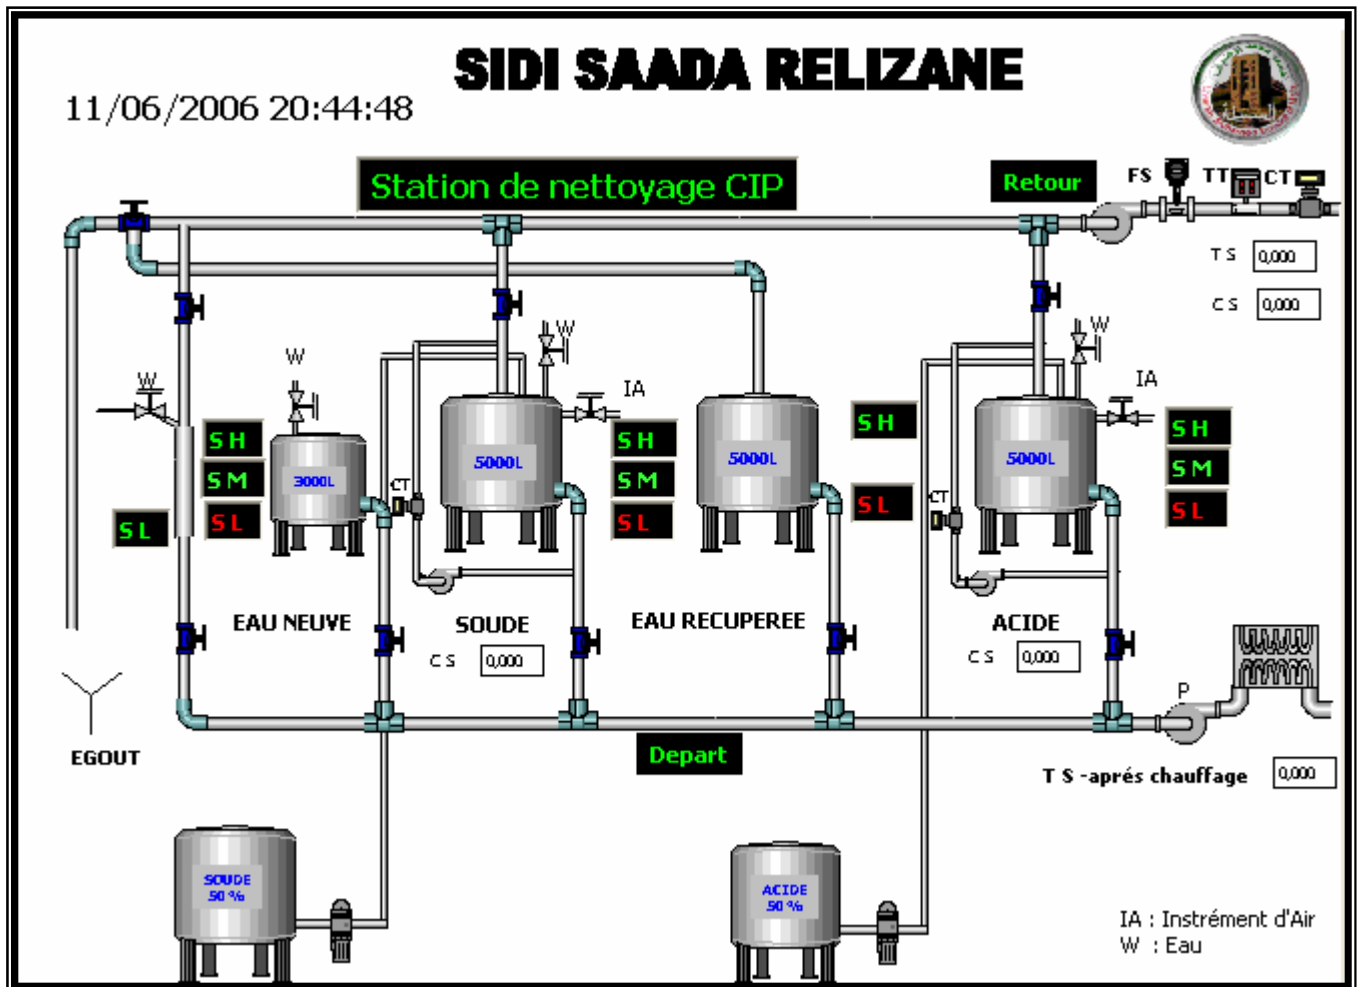 SIDI SAADA RELIZANE
11/06/2006 20:44:48
Station de nettoyage CIP
Retour
FS
TT
CT
T S
0,000
C S
0,000
W
W
IA
W
IA
W
W
S H
S M
S L
S L
3000L
CT
5000L
S H
S M
S L
5000L
S H
S L
CT
5000L
S H
S M
S L
EAU NEUVE
SOUDE
C S
0,000
EAU RECUPEREE
ACIDE
C S
0,000
P
EGOUT
Depart
T S -aprés chauffage
0,000
SOUDE
50 %
ACIDE
50 %
IA : Instrément d'Air
W : Eau